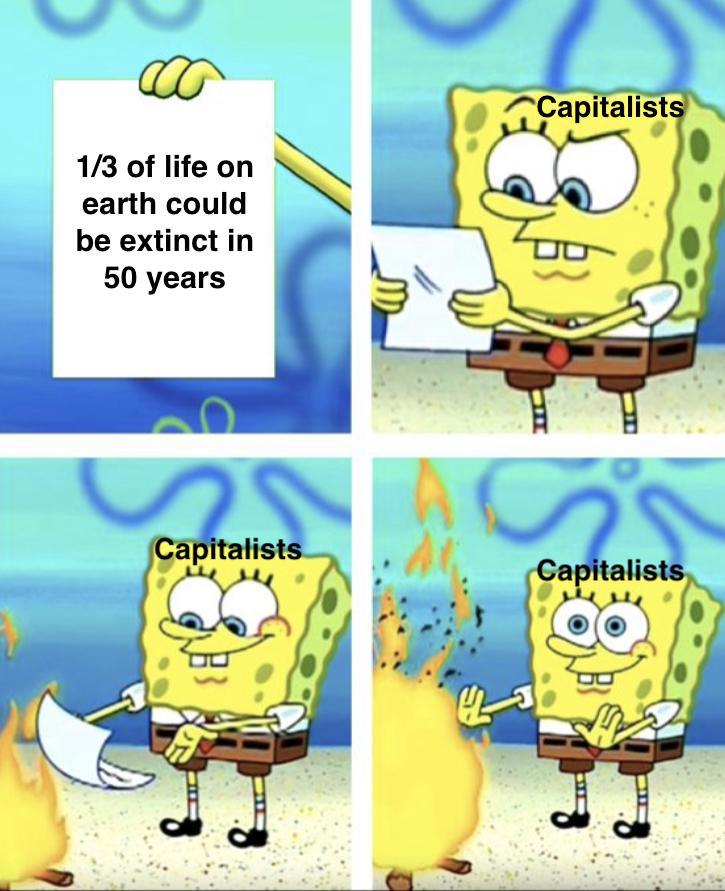 1/3 of life on
earth could
be extinct in
50 years
Capitalists
Capitalists
Capitalists